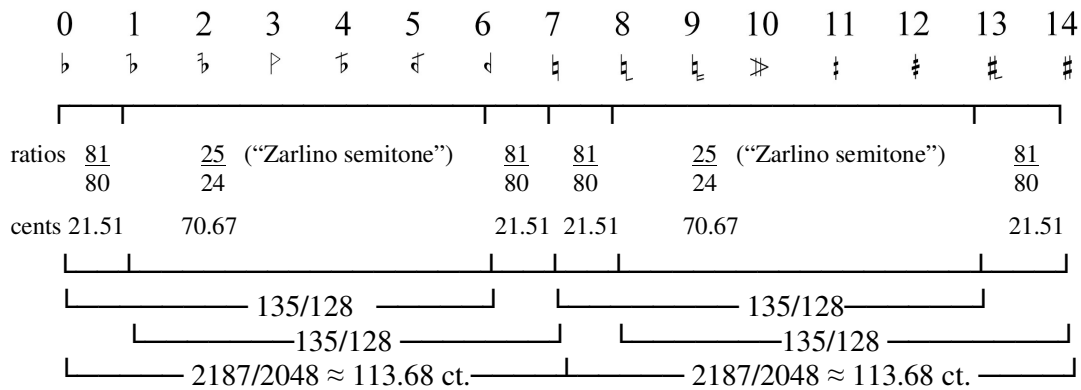 0 1 2 3 4 5 6 7 8 9 10 11 12 13 14
ratios 81 25 ("Zarlino semitone") 81 81 25 ("Zarlino semitone") 81
80 24 80 80 24 80
cents 21.51 70.67 21.51 21.51 70.67 21.51
135/128 135/128
135/128 135/128
2187/2048 ≈ 113.68 ct. 2187/2048 ≈ 113.68 ct.